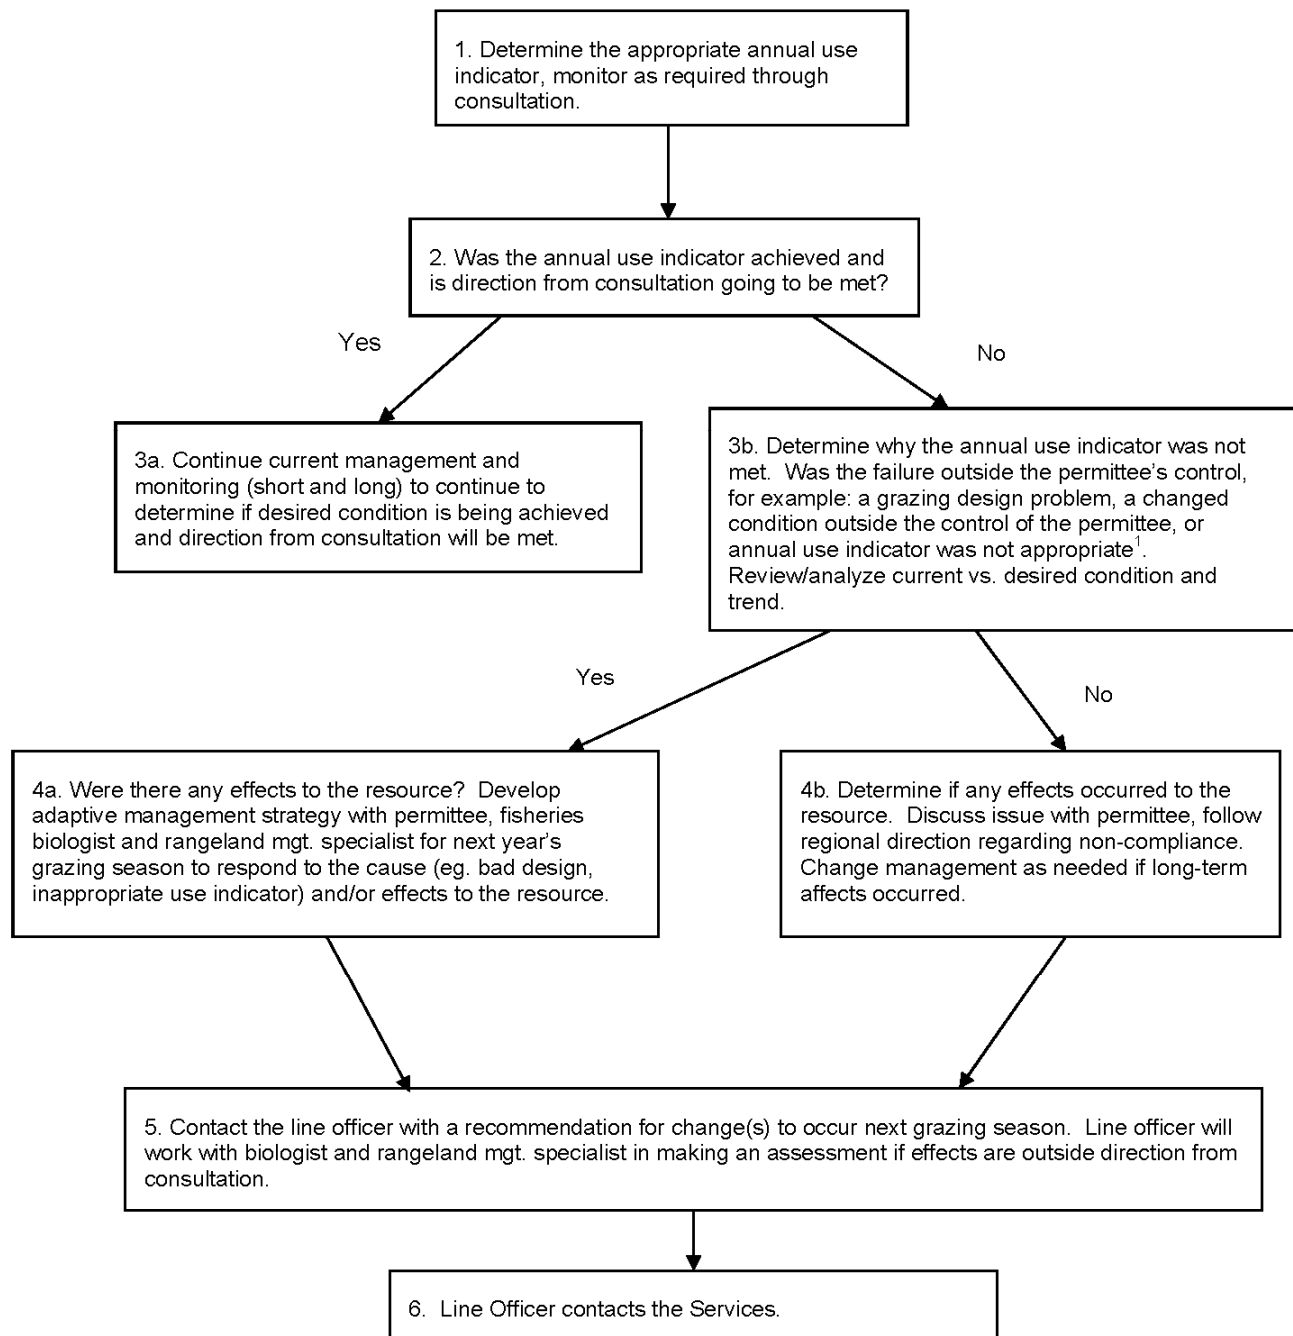 1. Determine the appropriate annual use
indicator, monitor as required through
consultation.
2. Was the annual use indicator achieved and
is direction from consultation going to be met?
Yes
No
3a. Continue current management and
monitoring (short and long) to continue to
determine if desired condition is being achieved
and direction from consultation will be met.
3b. Determine why the annual use indicator was not
met.  Was the failure outside the permittee's control,
for example: a grazing design problem, a changed
condition outside the control of the permittee, or
annual use indicator was not appropriate¹.
Review/analyze current vs. desired condition and
trend.
Yes
No
4a. Were there any effects to the resource?  Develop
adaptive management strategy with permittee, fisheries
biologist and rangeland mgt. specialist for next year's
grazing season to respond to the cause (eg. bad design,
inappropriate use indicator) and/or effects to the resource.
4b. Determine if any effects occurred to the
resource.  Discuss issue with permittee, follow
regional direction regarding non-compliance.
Change management as needed if long-term
affects occurred.
5. Contact the line officer with a recommendation for change(s) to occur next grazing season.  Line officer will
work with biologist and rangeland mgt. specialist in making an assessment if effects are outside direction from
consultation.
6.  Line Officer contacts the Services.